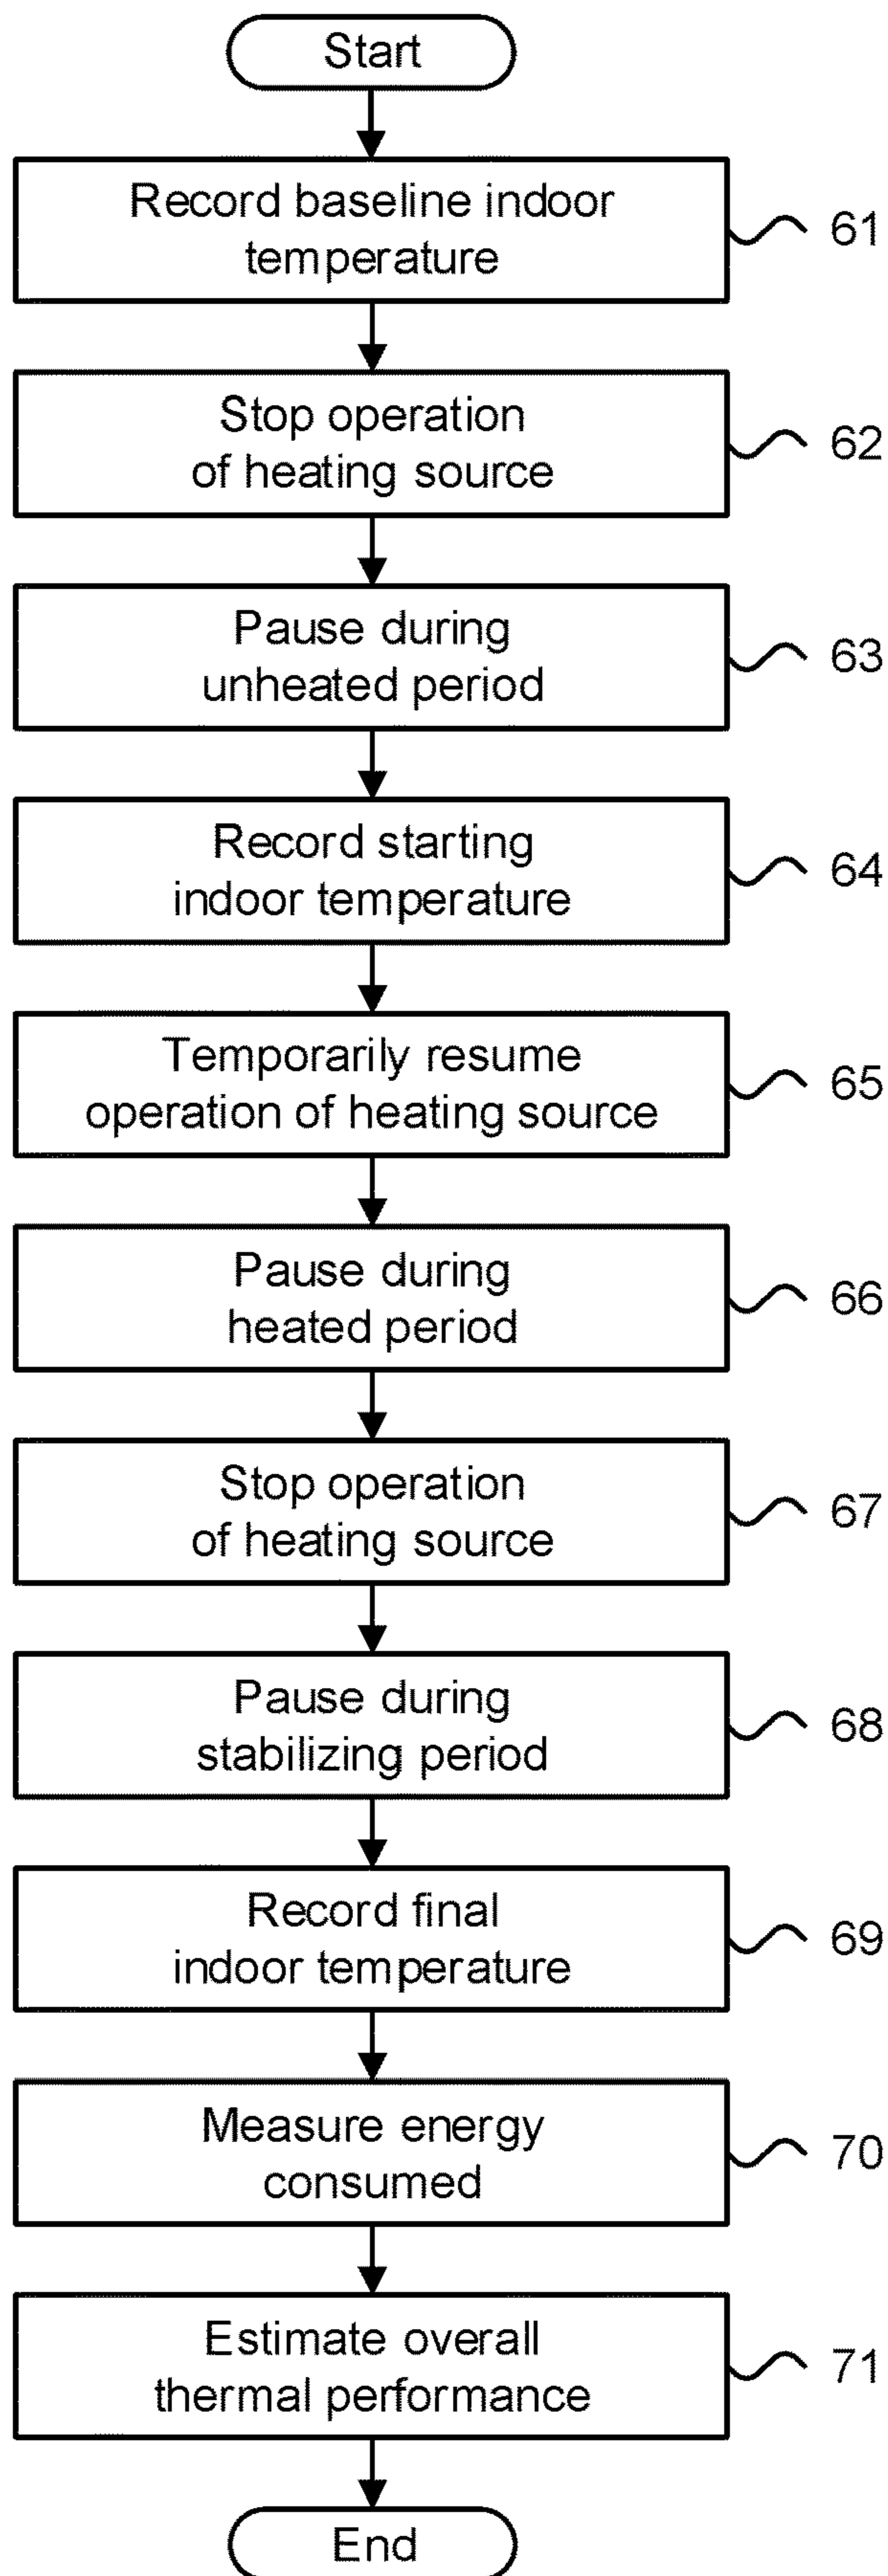 Start
Record baseline indoor
temperature
61
Stop operation
of heating source
62
Pause during
unheated period
63
Record starting
indoor temperature
64
Temporarily resume
operation of heating source
65
Pause during
heated period
66
Stop operation
of heating source
67
Pause during
stabilizing period
68
Record final
indoor temperature
69
Measure energy
consumed
70
Estimate overall
thermal performance
71
End